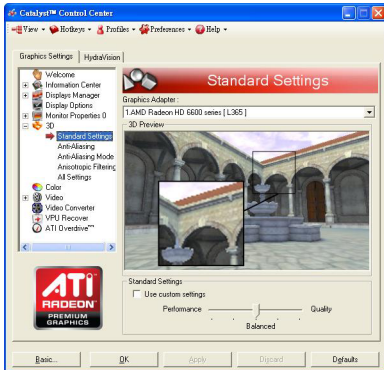 Catalyst™ Control Center
View Hotkeys Profiles Preferences Help
Graphics Settings HydraVision
Welcome
Information Center
Displays Manager
Display Options
Monitor Properties 0
3D
Standard Settings
Anti-Aliasing
Anti-Aliasing Mode
Anisotropic Filtering
All Settings
Color
Video
Video Converter
VPU Recover
ATI Overdrive™
ATI
RADEON
PREMIUM
GRAPHICS
Standard Settings
Graphics Adapter :
1.AMD Radeon HD 6600 series [ L365 ]
3D Preview
Standard Settings
Use custom settings
Performance Quality
Balanced
Basic... OK Apply Discard Defaults